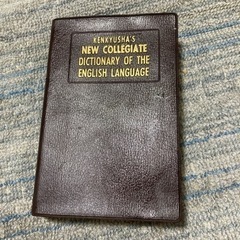 KENKYUSHA'S
NEW COLLEGIATE
DICTIONARY OF THE
ENGLISH LANGUAGE